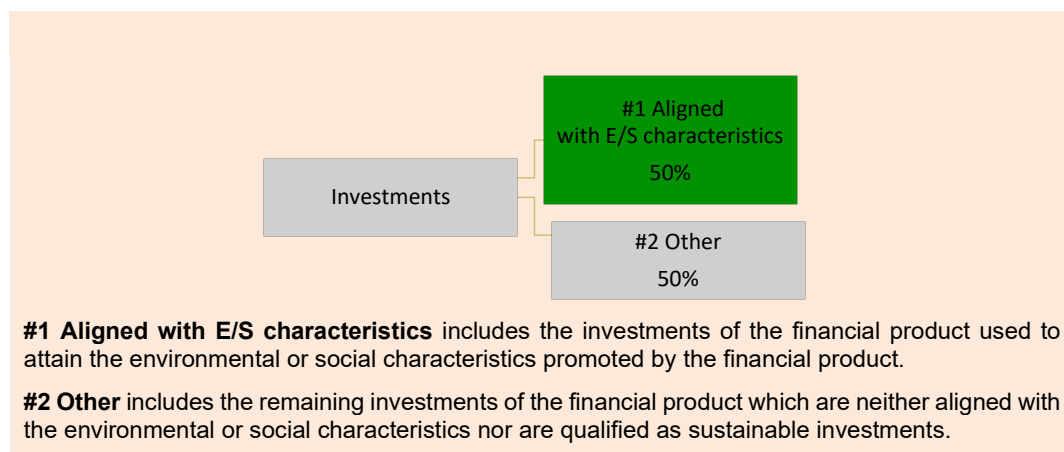 #1 Aligned
with E/S characteristics
50%
Investments
#2 Other
50%
#1 Aligned with E/S characteristics includes the investments of the financial product used to
attain the environmental or social characteristics promoted by the financial product.
#2 Other includes the remaining investments of the financial product which are neither aligned with
the environmental or social characteristics nor are qualified as sustainable investments.